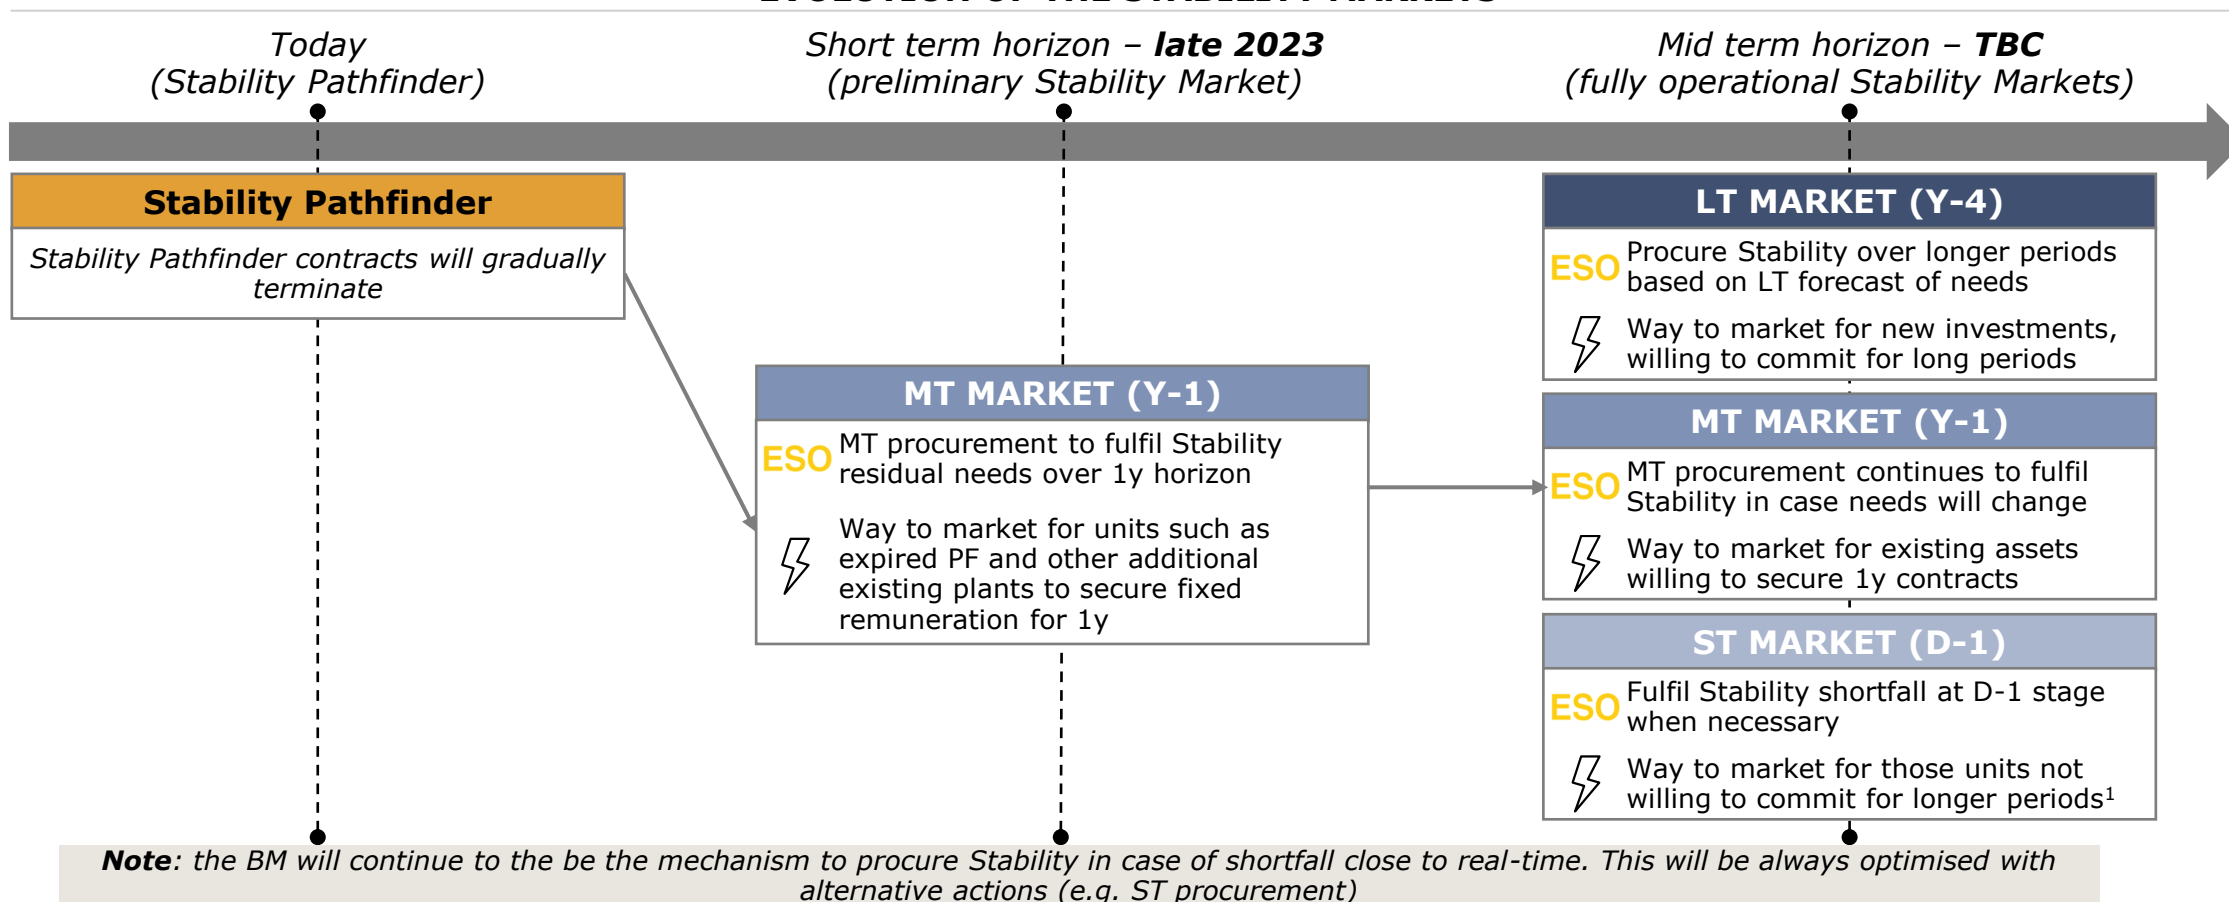 EVOLUTION OF THE STABILITY MARKETS
Today
(Stability Pathfinder)
Short term horizon – late 2023
(preliminary Stability Market)
Mid term horizon – TBC
(fully operational Stability Markets)
Stability Pathfinder
Stability Pathfinder contracts will gradually
terminate
MT MARKET (Y-1)
ESO
MT procurement to fulfil Stability
residual needs over 1y horizon
Way to market for units such as
expired PF and other additional
existing plants to secure fixed
remuneration for 1y
LT MARKET (Y-4)
ESO
Procure Stability over longer periods
based on LT forecast of needs
Way to market for new investments,
willing to commit for long periods
MT MARKET (Y-1)
ESO
MT procurement continues to fulfil
Stability in case needs will change
Way to market for existing assets
willing to secure 1y contracts
ST MARKET (D-1)
ESO
Fulfil Stability shortfall at D-1 stage
when necessary
Way to market for those units not
willing to commit for longer periods¹
Note: the BM will continue to the be the mechanism to procure Stability in case of shortfall close to real-time. This will be always optimised with
alternative actions (e.g. ST procurement)